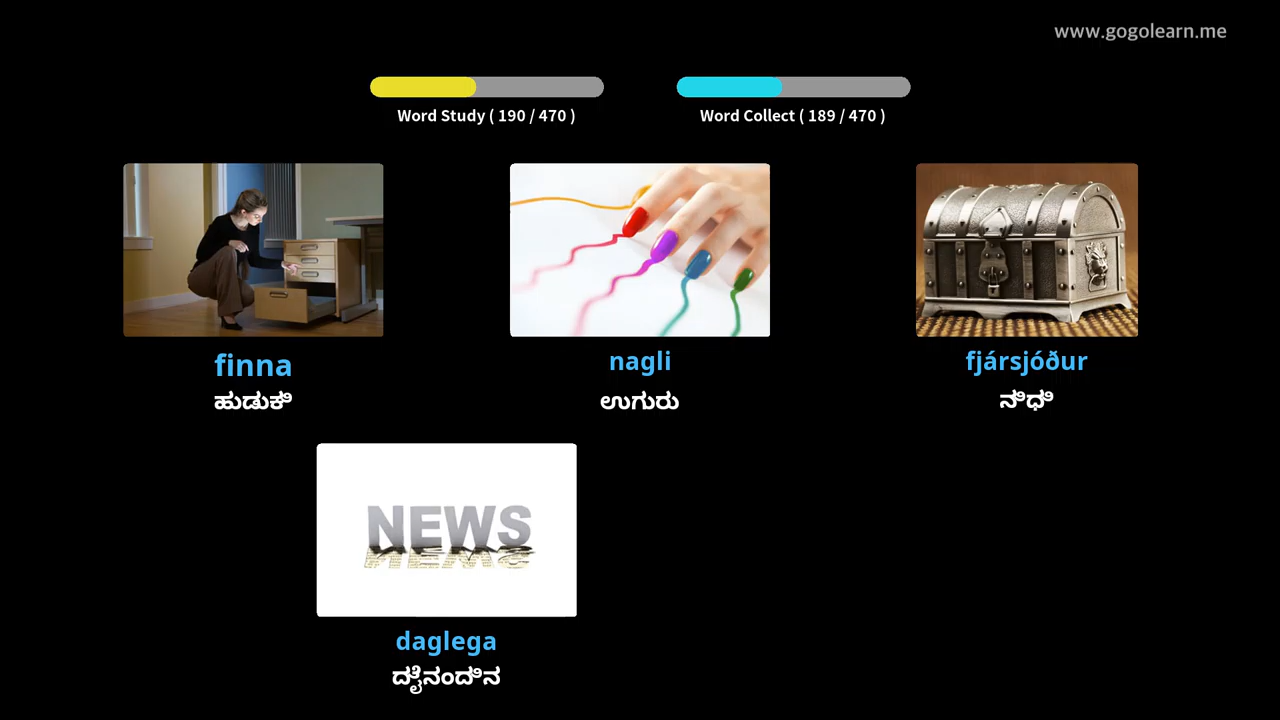 www.gogolearn.me
Word Study ( 190 / 470 )
Word Collect ( 189 / 470 )
finna
nagli
fjársjóður
ಹುಡುಕಿ
ಉಗುರು
ನಿಧಿ
NEWS
daglega
ದೈನಂದಿನ